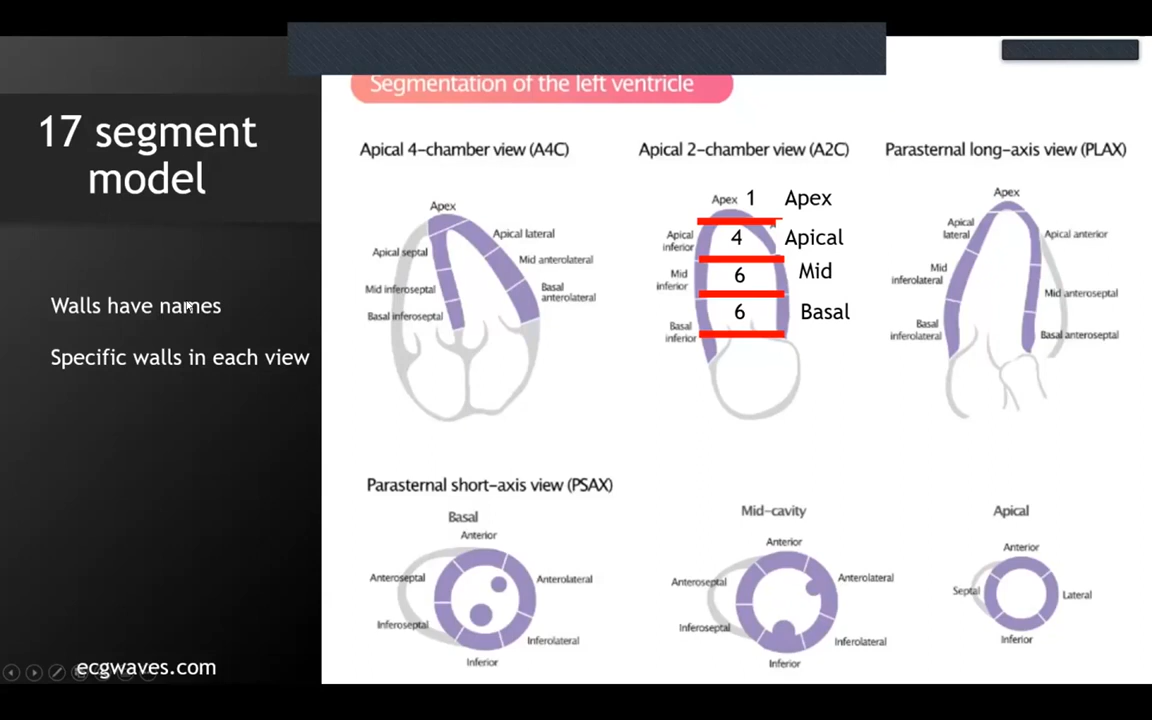 17 segment
model
Walls have names
Specific walls in each view
ecgwaves.com
Segmentation of the left ventricle
Apical 4-chamber view (A4C)
Apex
Apical septal
Apical lateral
Mid inferoseptal
Mid anterolateral
Basal inferoseptal
Basal
anterolateral
Apical 2-chamber view (A2C)
Apex 1 Apex
Apical
inferior
4 Apical
Mid
inferior
6 Mid
Basal
inferior
6 Basal
Parasternal long-axis view (PLAX)
Apex
Apical
lateral
Apical anterior
Mid
inferolateral
Mid anteroseptal
Basal
inferolateral
Basal anteroseptal
Parasternal short-axis view (PSAX)
Basal
Anterior
Anteroseptal
Anterolateral
Inferoseptal
Inferolateral
Inferior
Mid-cavity
Anterior
Anteroseptal
Anterolateral
Inferoseptal
Inferolateral
Inferior
Apical
Anterior
Septal
Lateral
Inferior